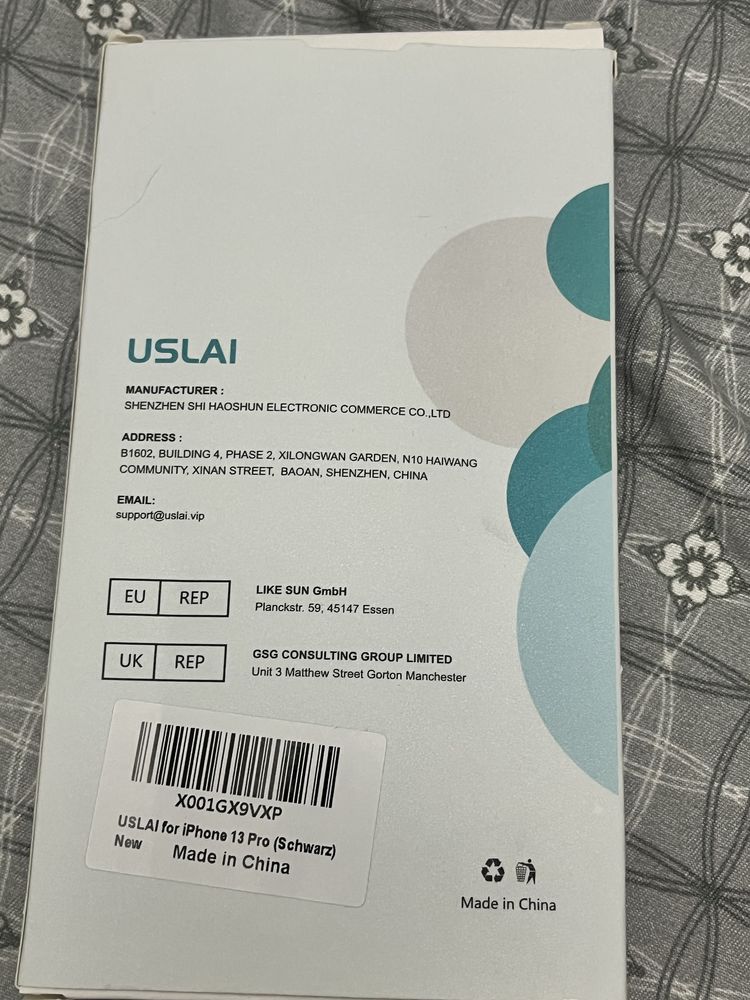 USLAI
MANUFACTURER :
SHENZHEN SHI HAOSHUN ELECTRONIC COMMERCE CO.,LTD
ADDRESS :
B1602, BUILDING 4, PHASE 2, XILONGWAN GARDEN, N10 HAIWANG
COMMUNITY, XINAN STREET, BAOAN, SHENZHEN, CHINA
EMAIL:
support@uslai.vip
EU REP
LIKE SUN GmbH
Planckstr. 59, 45147 Essen
UK REP
GSG CONSULTING GROUP LIMITED
Unit 3 Matthew Street Gorton Manchester
X001GX9VXP
USLAI for iPhone 13 Pro (Schwarz)
New
Made in China
Made in China